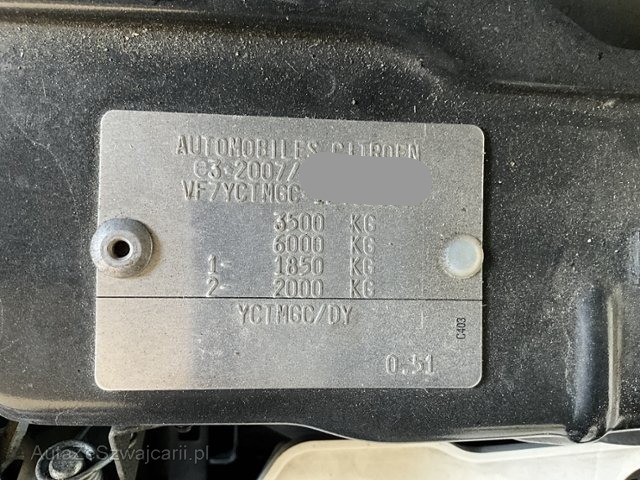 AUTOMOBILES CITROEN
e3*2007/
VF7YCTMGC
3500 KG
6000 KG
1- 1850 KG
2- 2000 KG
YCTMGC/DY
C403
0.51
AutazeSzwajcarii.pl